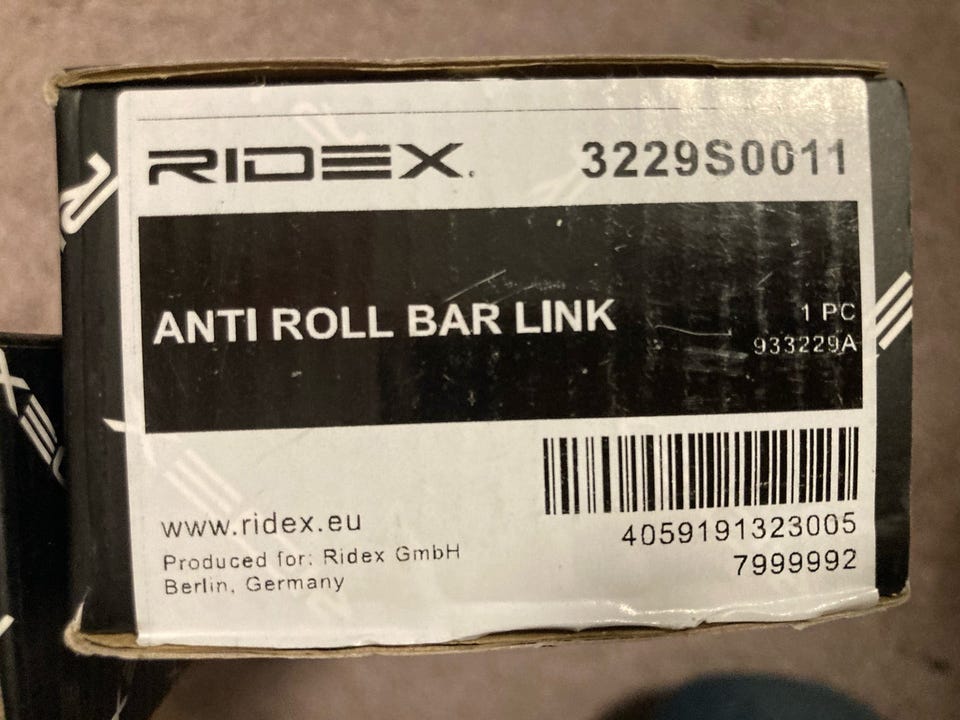 RIDEX.
3229S0011
ANTI ROLL BAR LINK
1 PC
933229A
www.ridex.eu
Produced for: Ridex GmbH
Berlin, Germany
4059191323005
7999992